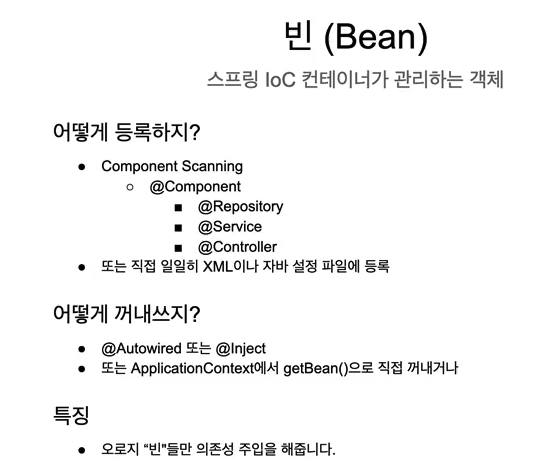 빈 (Bean)
스프링 IoC 컨테이너가 관리하는 객체
어떻게 등록하지?
● Component Scanning
○ @Component
■ @Repository
■ @Service
■ @Controller
● 또는 직접 일일히 XML이나 자바 설정 파일에 등록
어떻게 꺼내쓰지?
● @Autowired 또는 @Inject
● 또는 ApplicationContext에서 getBean()으로 직접 꺼내거나
특징
● 오로지 “빈"들만 의존성 주입을 해줍니다.